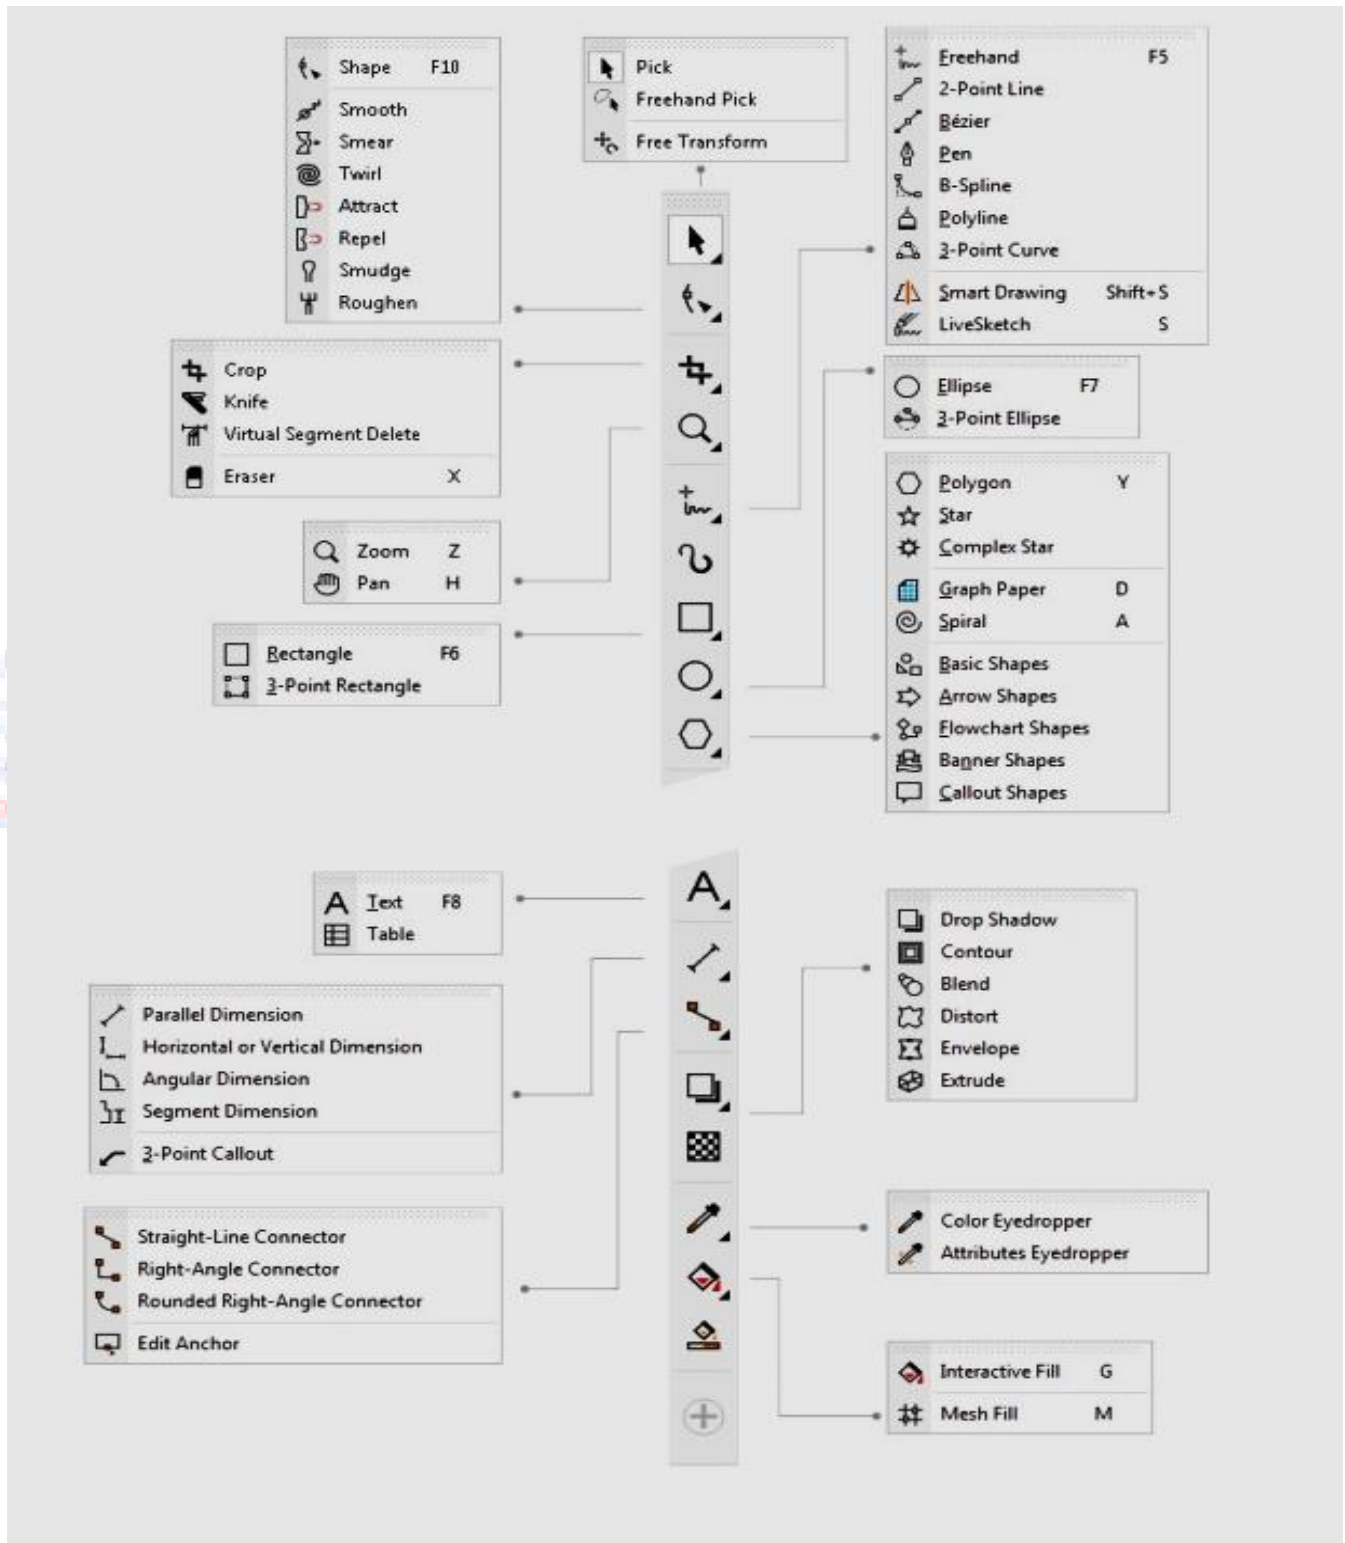 Shape F10
Smooth
Smear
Twirl
Attract
Repel
Smudge
Roughen
Pick
Freehand Pick
Free Transform
Freehand F5
2-Point Line
Bézier
Pen
B-Spline
Polyline
3-Point Curve
Smart Drawing Shift+S
LiveSketch S
Crop
Knife
Virtual Segment Delete
Eraser X
Ellipse F7
3-Point Ellipse
Zoom Z
Pan H
Polygon Y
Star
Complex Star
Graph Paper D
Spiral A
Basic Shapes
Arrow Shapes
Flowchart Shapes
Banner Shapes
Callout Shapes
Rectangle F6
3-Point Rectangle
Text F8
Table
Drop Shadow
Contour
Blend
Distort
Envelope
Extrude
Parallel Dimension
Horizontal or Vertical Dimension
Angular Dimension
Segment Dimension
3-Point Callout
Straight-Line Connector
Right-Angle Connector
Rounded Right-Angle Connector
Edit Anchor
Color Eyedropper
Attributes Eyedropper
Interactive Fill G
Mesh Fill M